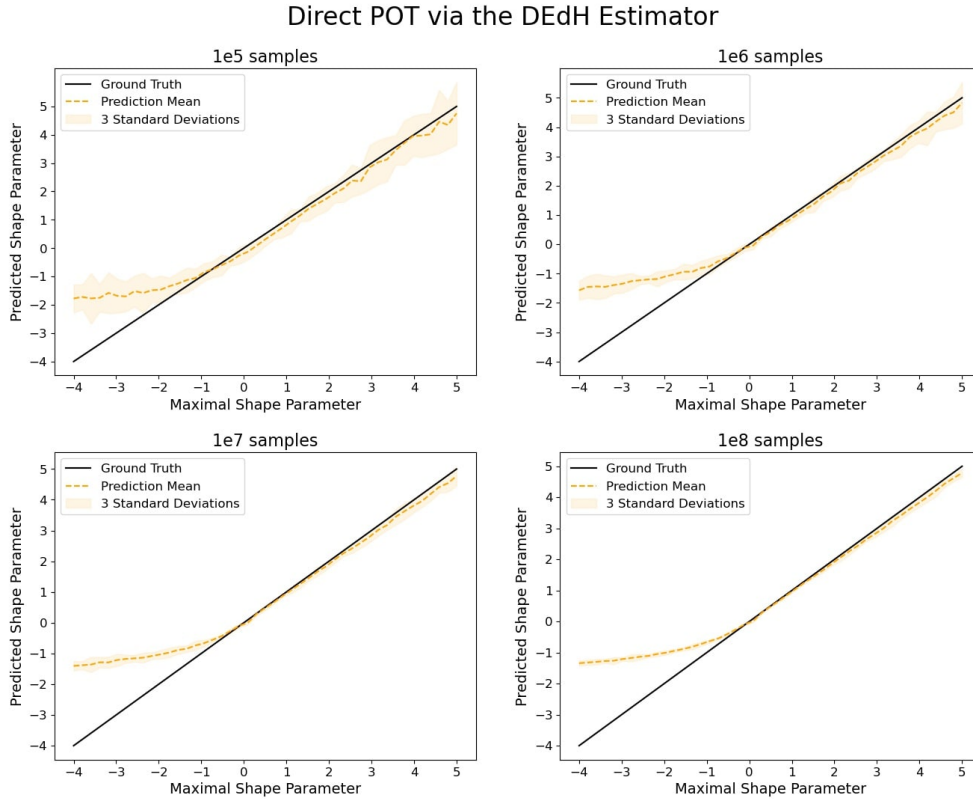 Direct POT via the DEdH Estimator
1e5 samples
Ground Truth
Prediction Mean
3 Standard Deviations
Predicted Shape Parameter
5
4
3
2
1
0
−1
−2
−3
−4
−4 −3 −2 −1 0 1 2 3 4 5
Maximal Shape Parameter
1e6 samples
Ground Truth
Prediction Mean
3 Standard Deviations
Predicted Shape Parameter
5
4
3
2
1
0
−1
−2
−3
−4
−4 −3 −2 −1 0 1 2 3 4 5
Maximal Shape Parameter
1e7 samples
Ground Truth
Prediction Mean
3 Standard Deviations
Predicted Shape Parameter
5
4
3
2
1
0
−1
−2
−3
−4
−4 −3 −2 −1 0 1 2 3 4 5
Maximal Shape Parameter
1e8 samples
Ground Truth
Prediction Mean
3 Standard Deviations
Predicted Shape Parameter
5
4
3
2
1
0
−1
−2
−3
−4
−4 −3 −2 −1 0 1 2 3 4 5
Maximal Shape Parameter